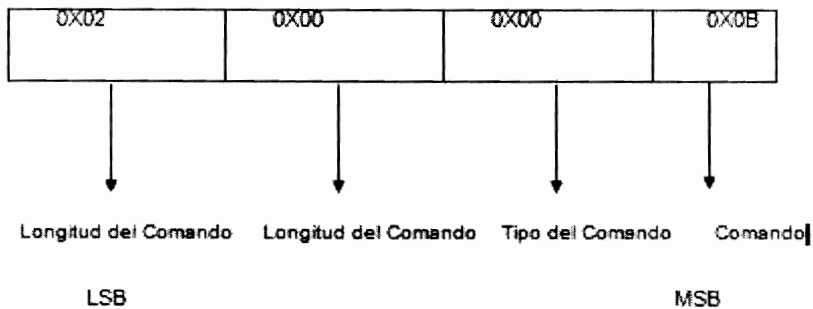 0X02 0X00 0X00 0X0B
Longitud del Comando Longitud del Comando Tipo del Comando Comando
LSB MSB